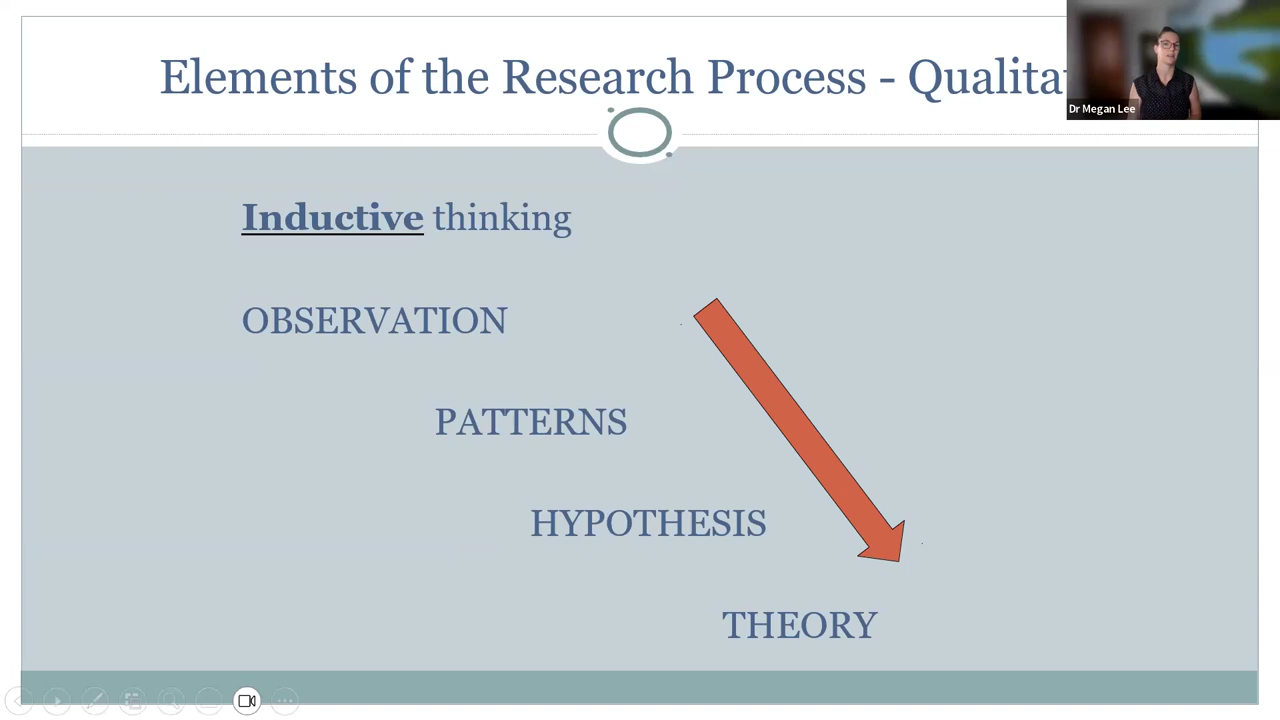 Elements of the Research Process - Qualita
Dr Megan Lee
Inductive thinking
OBSERVATION
PATTERNS
HYPOTHESIS
THEORY